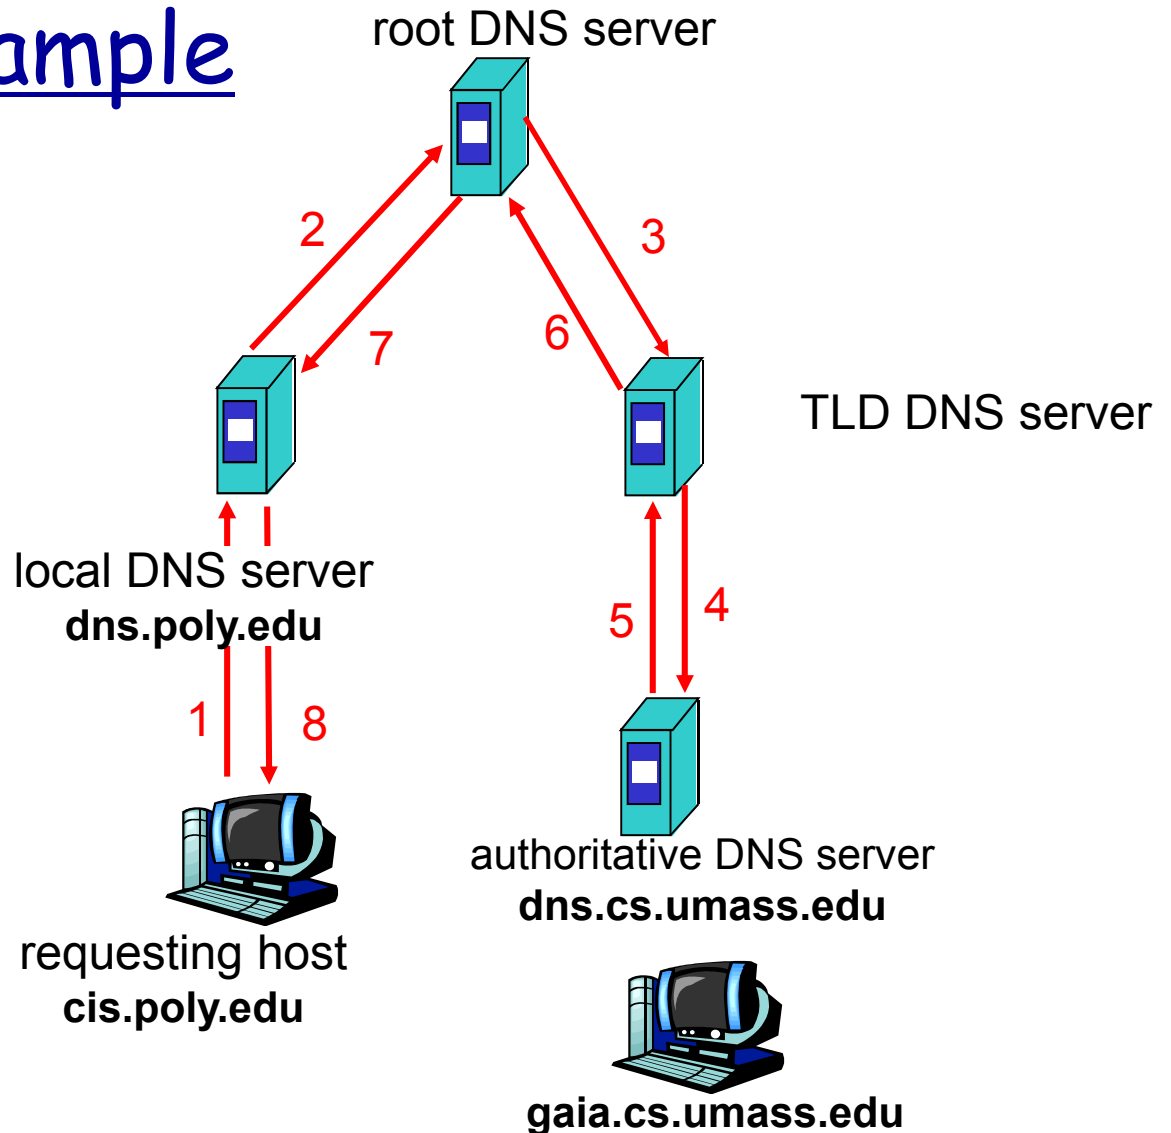 ample
root DNS server
2
3
7
6
TLD DNS server
local DNS server
dns.poly.edu
5
4
1
8
authoritative DNS server
dns.cs.umass.edu
requesting host
cis.poly.edu
gaia.cs.umass.edu